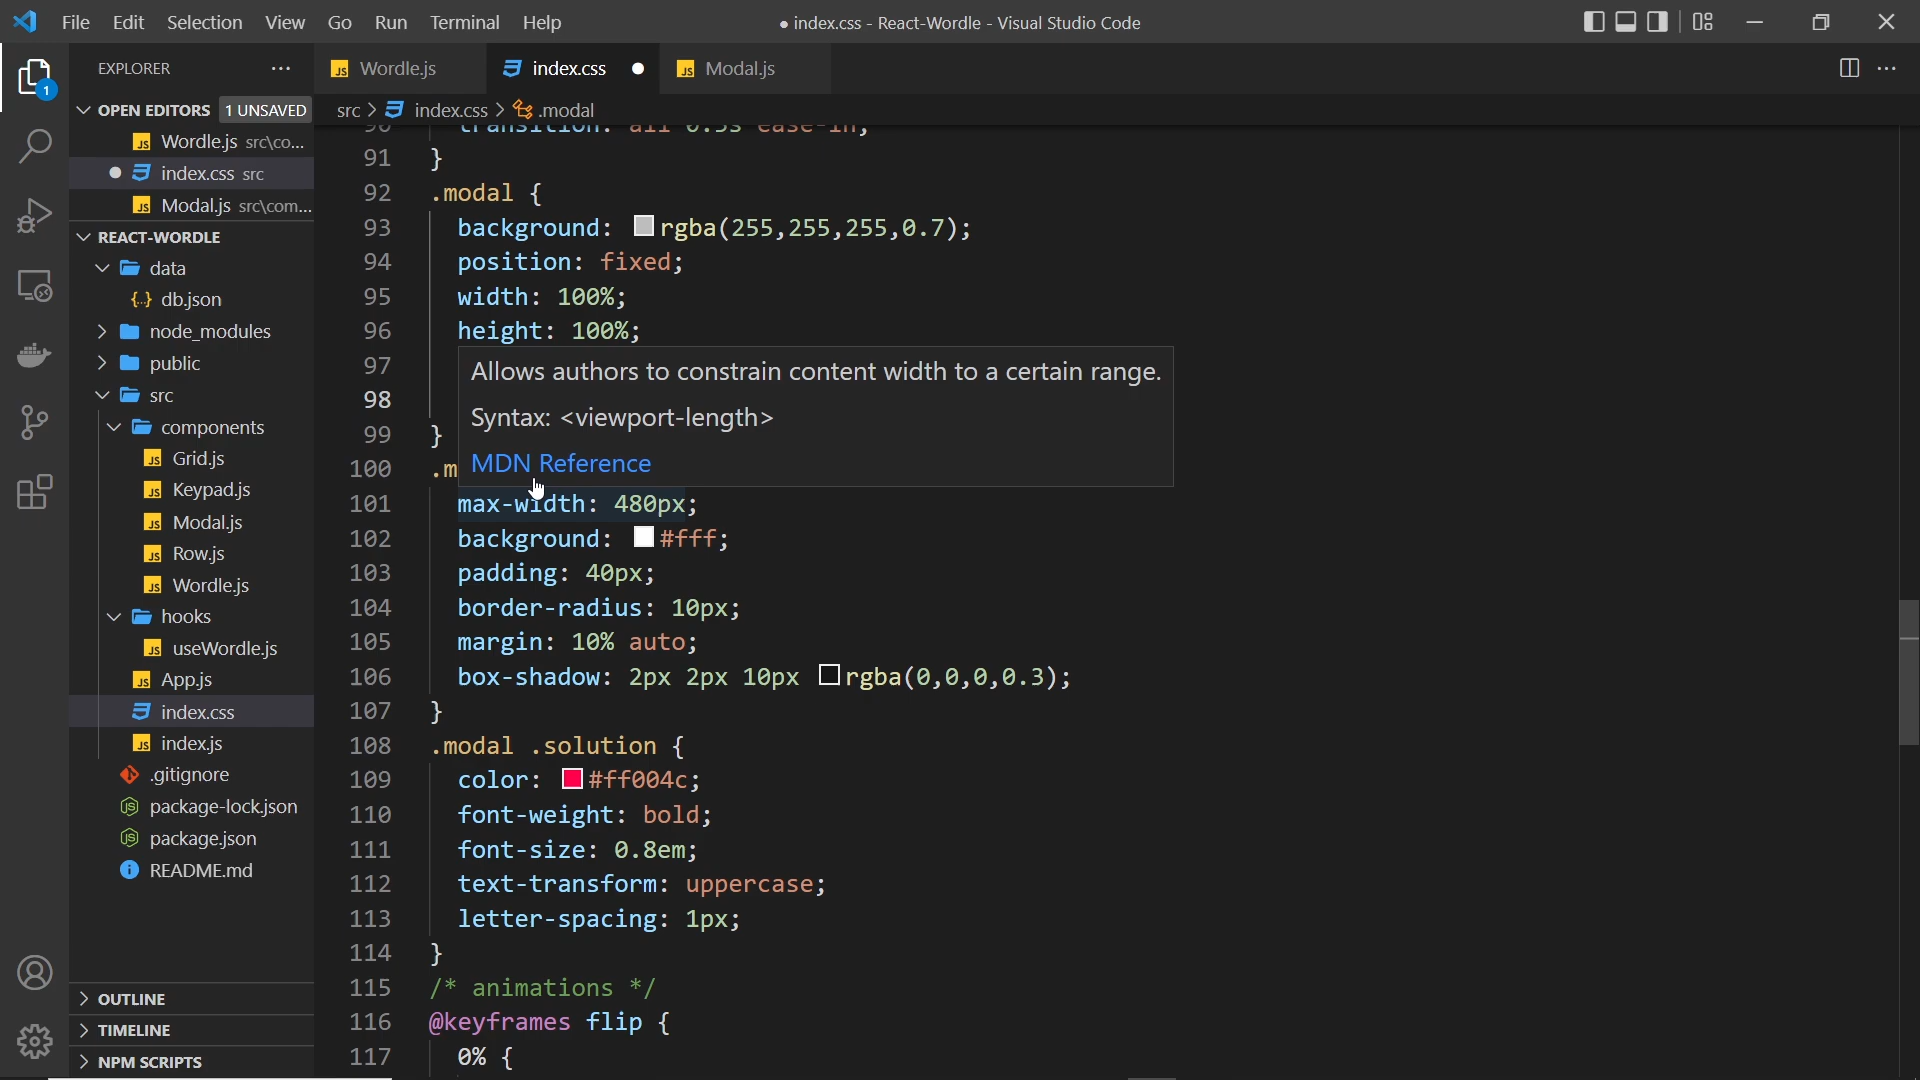 File Edit Selection View Go Run Terminal Help
● index.css - React-Wordle - Visual Studio Code
EXPLORER
1
OPEN EDITORS 1 UNSAVED
Wordle.js src\co...
index.css src
Modal.js src\com...
REACT-WORDLE
data
db.json
node_modules
public
src
components
Grid.js
Keypad.js
Modal.js
Row.js
Wordle.js
hooks
useWordle.js
App.js
index.css
index.js
.gitignore
package-lock.json
package.json
README.md
OUTLINE
TIMELINE
NPM SCRIPTS
Wordle.js index.css Modal.js
src > index.css > .modal
90 transition: all 0.3s ease-in;
91 }
92 .modal {
93 background: rgba(255,255,255,0.7);
94 position: fixed;
95 width: 100%;
96 height: 100%;
97
98
99 }
100 .m
Allows authors to constrain content width to a certain range.
Syntax: <viewport-length>
MDN Reference
101 max-width: 480px;
102 background: #fff;
103 padding: 40px;
104 border-radius: 10px;
105 margin: 10% auto;
106 box-shadow: 2px 2px 10px rgba(0,0,0,0.3);
107 }
108 .modal .solution {
109 color: #ff004c;
110 font-weight: bold;
111 font-size: 0.8em;
112 text-transform: uppercase;
113 letter-spacing: 1px;
114 }
115 /* animations */
116 @keyframes flip {
117 0% {